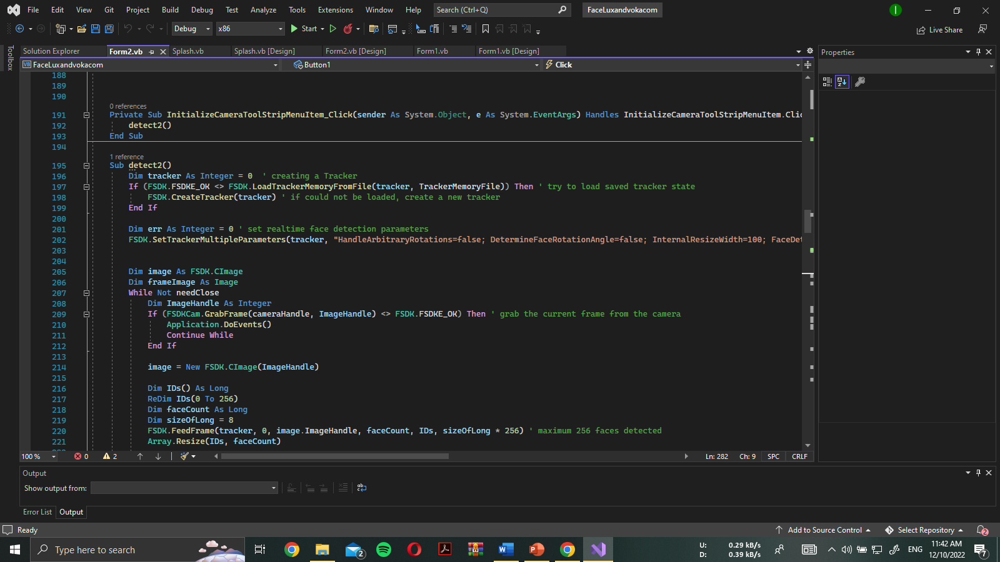 File Edit View Git Project Build Debug Test Analyze Tools Extensions Window Help Search (Ctrl+Q) FaceLuxandvokacom
Debug x86 Start Live Share
Toolbox
Solution Explorer Form2.vb Splash.vb Splash.vb [Design] Form2.vb [Design] Form1.vb Form1.vb [Design] Properties
VB FaceLuxandvokacom Button1 Click
188
189
190
0 references
191 Private Sub InitializeCameraToolStripMenuItem_Click(sender As System.Object, e As System.EventArgs) Handles InitializeCameraToolStripMenuItem.Clic
192 detect2()
193 End Sub
194
1 reference
195 Sub detect2()
196 Dim tracker As Integer = 0 ' creating a Tracker
197 If (FSDK.FSDKE_OK <> FSDK.LoadTrackerMemoryFromFile(tracker, TrackerMemoryFile)) Then ' try to load saved tracker state
198 FSDK.CreateTracker(tracker) ' if could not be loaded, create a new tracker
199 End If
200
201 Dim err As Integer = 0 ' set realtime face detection parameters
202 FSDK.SetTrackerMultipleParameters(tracker, "HandleArbitraryRotations=false; DetermineFaceRotationAngle=false; InternalResizeWidth=100; FaceDet
203
204
205 Dim image As FSDK.CImage
206 Dim frameImage As Image
207 While Not needClose
208 Dim ImageHandle As Integer
209 If (FSDKCam.GrabFrame(cameraHandle, ImageHandle) <> FSDK.FSDKE_OK) Then ' grab the current frame from the camera
210 Application.DoEvents()
211 Continue While
212 End If
213
214 image = New FSDK.CImage(ImageHandle)
215
216 Dim IDs() As Long
217 ReDim IDs(0 To 256)
218 Dim faceCount As Long
219 Dim sizeOfLong = 8
220 FSDK.FeedFrame(tracker, 0, image.ImageHandle, faceCount, IDs, sizeOfLong * 256) ' maximum 256 faces detected
221 Array.Resize(IDs, faceCount)
100 % 0 2 Ln: 282 Ch: 9 SPC CRLF
Output
Show output from:
Error List Output
Ready Add to Source Control Select Repository 2
Type here to search 2 U: 0.29 kB/s D: 0.39 kB/s ENG 11:42 AM 12/10/2022 7